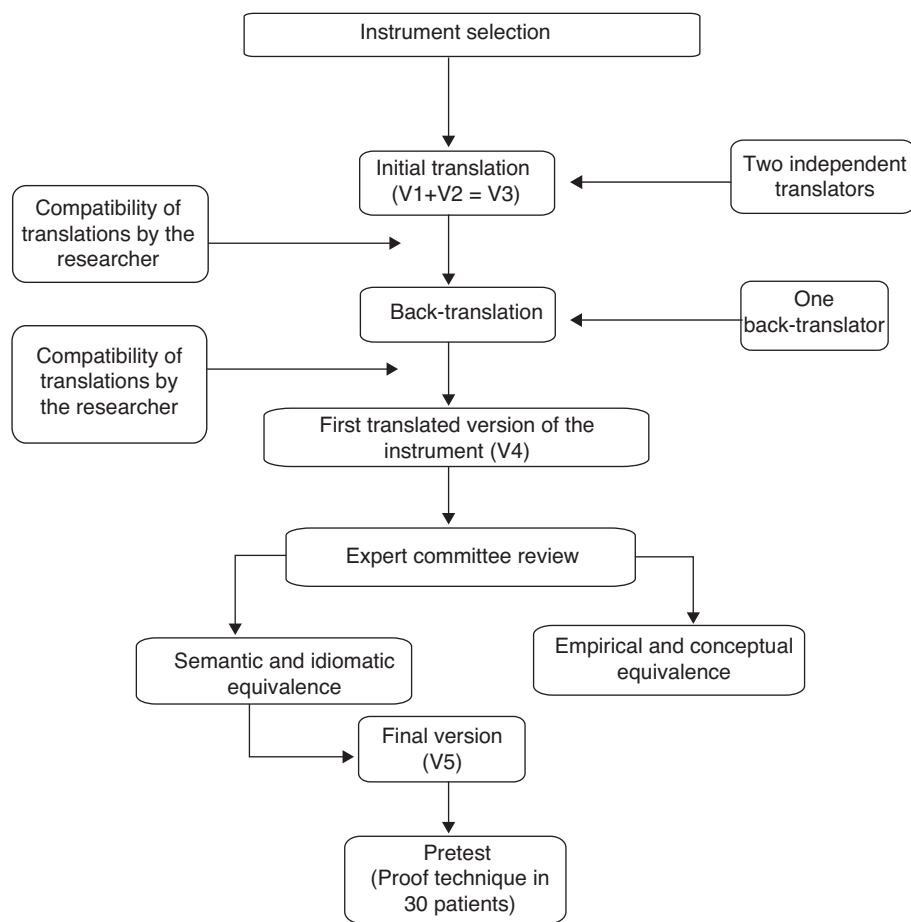 Instrument selection
Initial translation
(V1+V2 = V3)
Two independent
translators
Compatibility of
translations by the
researcher
Back-translation
One
back-translator
Compatibility of
translations by
the researcher
First translated version of the
instrument (V4)
Expert committee review
Semantic and idiomatic
equivalence
Empirical and conceptual
equivalence
Final version
(V5)
Pretest
(Proof technique in
30 patients)